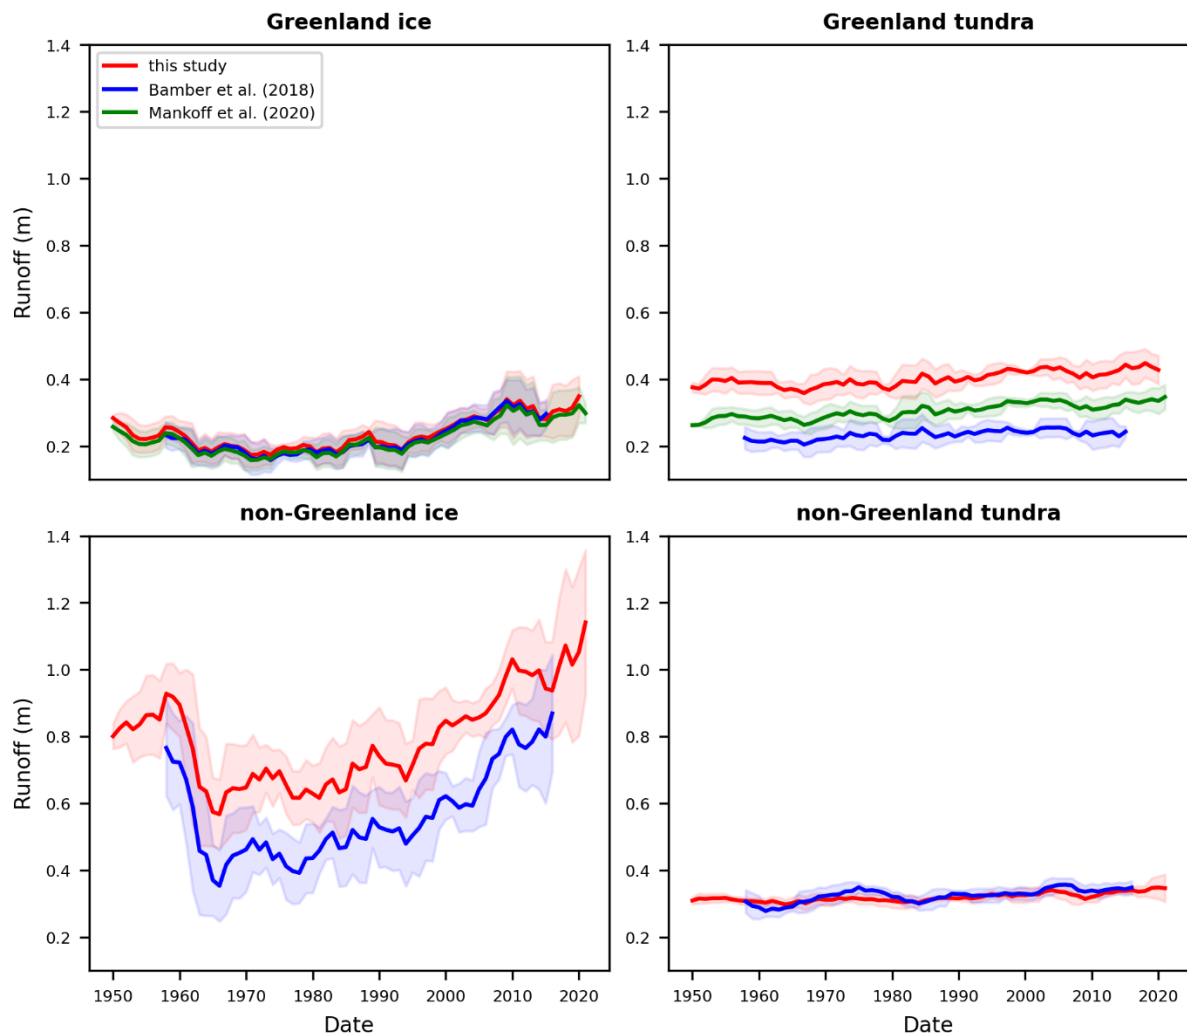 Greenland ice
Greenland tundra
1.4
1.2
1.0
0.8
0.6
0.4
0.2
Runoff (m)
this study
Bamber et al. (2018)
Mankoff et al. (2020)
1.4
1.2
1.0
0.8
0.6
0.4
0.2
non-Greenland ice
non-Greenland tundra
1.4
1.2
1.0
0.8
0.6
0.4
0.2
Runoff (m)
1950 1960 1970 1980 1990 2000 2010 2020
Date
1.4
1.2
1.0
0.8
0.6
0.4
0.2
1950 1960 1970 1980 1990 2000 2010 2020
Date